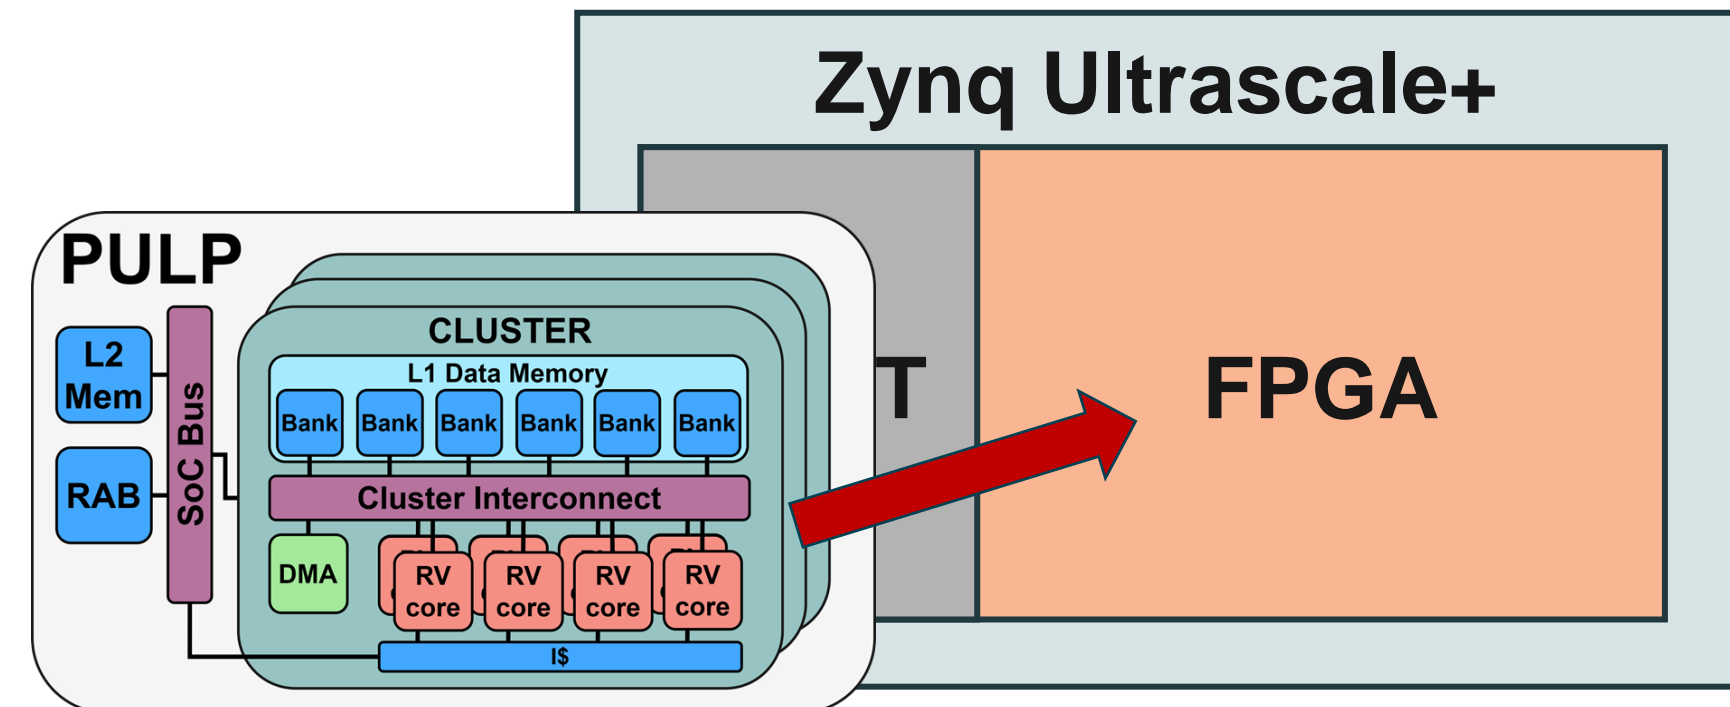 Zynq Ultrascale+
T
FPGA
PULP
L2
Mem
RAB
SoC Bus
CLUSTER
L1 Data Memory
Bank Bank Bank Bank Bank Bank
Cluster Interconnect
DMA
RV
core
RV
core
RV
core
RV
core
I$